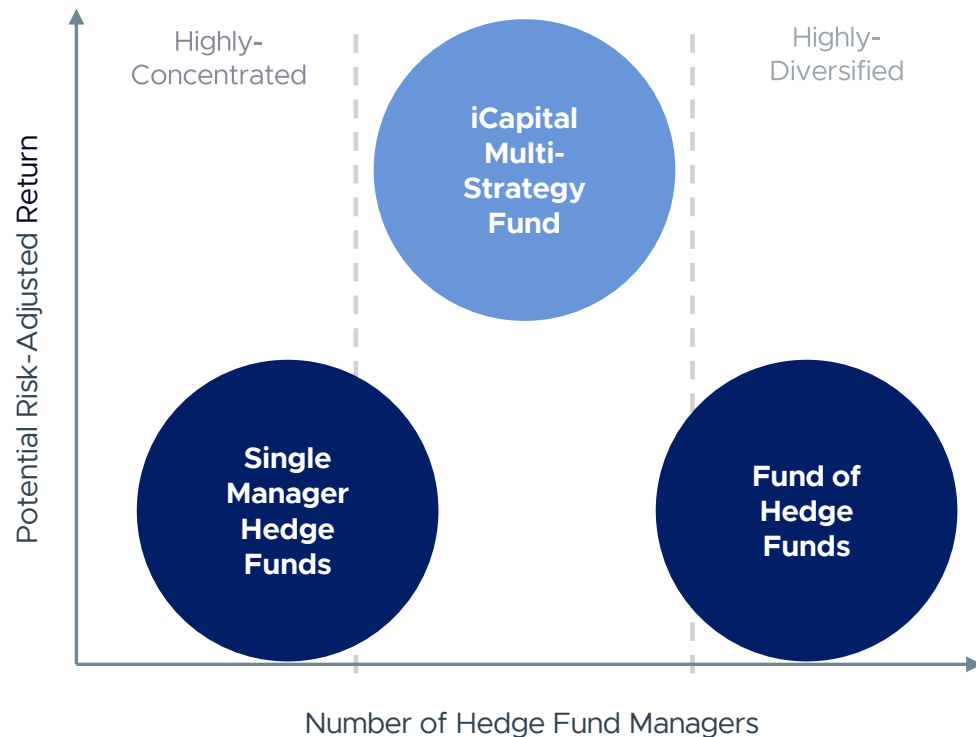 Highly-
Concentrated
Highly-
Diversified
iCapital
Multi-
Strategy
Fund
Potential Risk-Adjusted Return
Single
Manager
Hedge
Funds
Fund of
Hedge
Funds
Number of Hedge Fund Managers